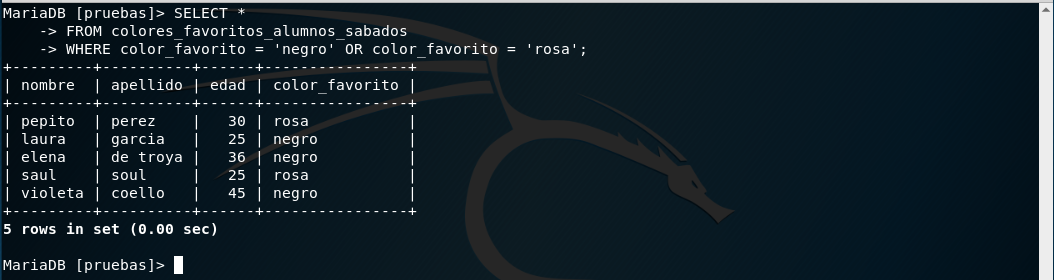 MariaDB [pruebas]> SELECT *
    -> FROM colores_favoritos_alumnos_sabados
    -> WHERE color_favorito = 'negro' OR color_favorito = 'rosa';
+---------+----------+------+----------------+
| nombre  | apellido | edad | color_favorito |
+---------+----------+------+----------------+
| pepito  | perez    |   30 | rosa           |
| laura   | garcia   |   25 | negro          |
| elena   | de troya |   36 | negro          |
| saul    | soul     |   25 | rosa           |
| violeta | coello   |   45 | negro          |
+---------+----------+------+----------------+
5 rows in set (0.00 sec)

MariaDB [pruebas]>